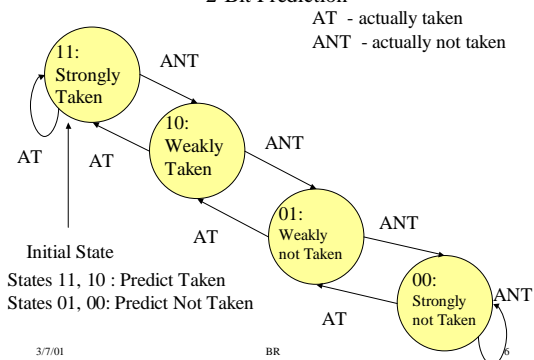 2-Bit Prediction
AT - actually taken
ANT - actually not taken
11:
Strongly
Taken
ANT
10:
Weakly
Taken
AT
AT
ANT
01:
Weakly
not Taken
AT
ANT
Initial State
States 11, 10 : Predict Taken
States 01, 00: Predict Not Taken
00:
Strongly
not Taken
ANT
AT
3/7/01
BR
6